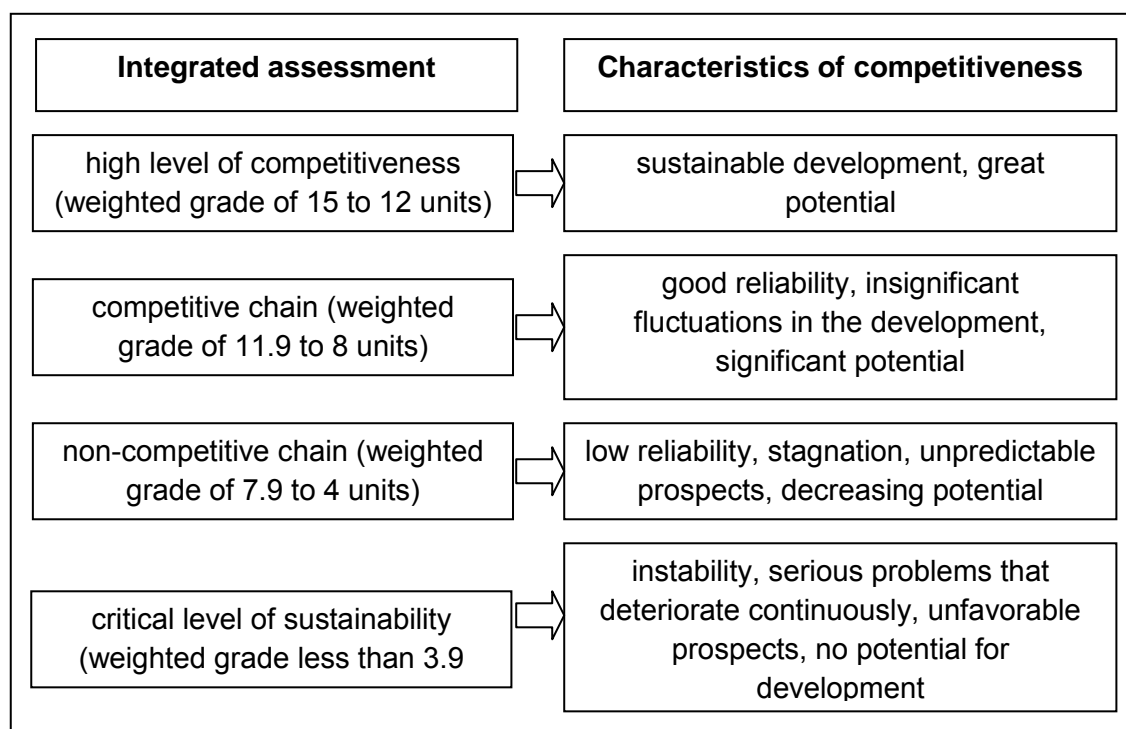 Integrated assessment
Characteristics of competitiveness
high level of competitiveness
(weighted grade of 15 to 12 units)
sustainable development, great
potential
competitive chain (weighted
grade of 11.9 to 8 units)
good reliability, insignificant
fluctuations in the development,
significant potential
non-competitive chain (weighted
grade of 7.9 to 4 units)
low reliability, stagnation, unpredictable
prospects, decreasing potential
critical level of sustainability
(weighted grade less than 3.9
instability, serious problems that
deteriorate continuously, unfavorable
prospects, no potential for
development